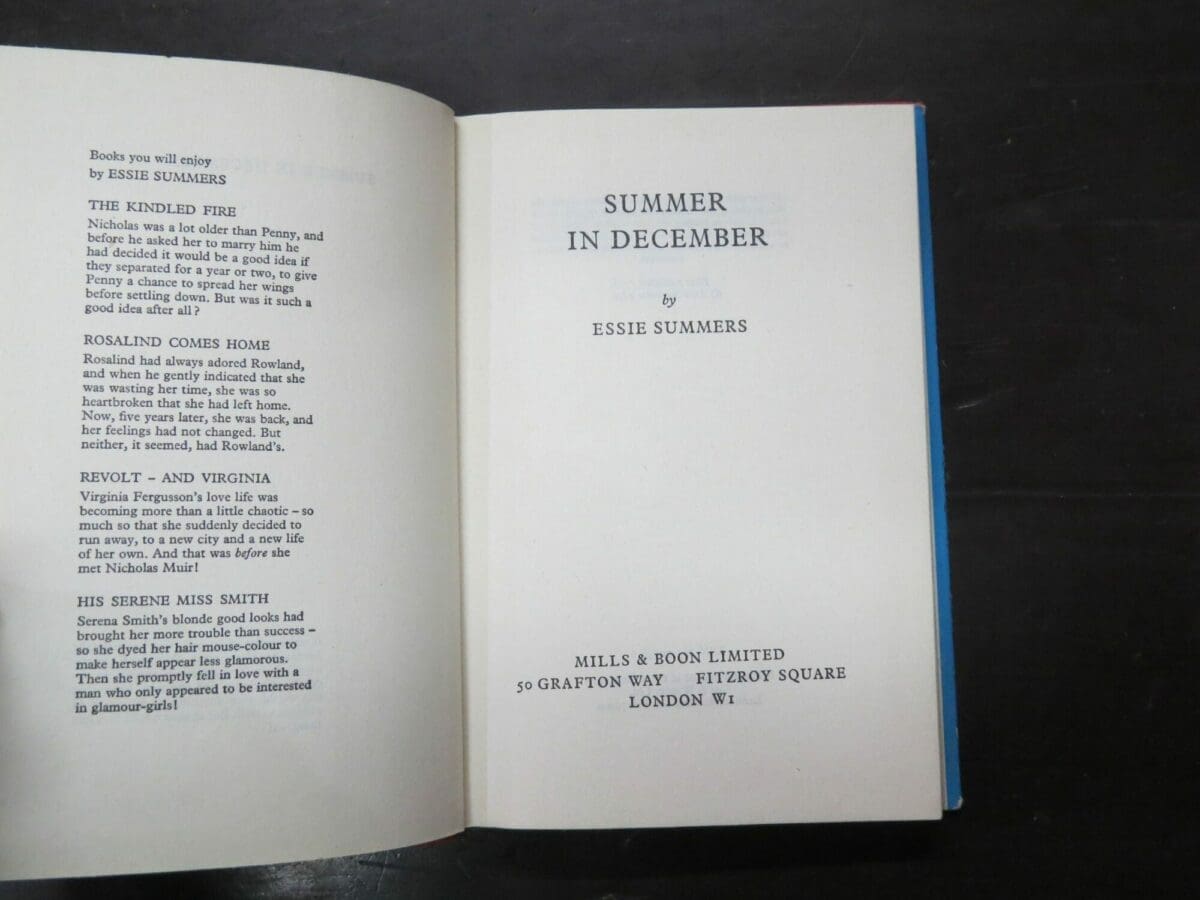 Books you will enjoy
by ESSIE SUMMERS
THE KINDLED FIRE
Nicholas was a lot older than Penny, and
before he asked her to marry him he
had decided it would be a good idea if
they separated for a year or two, to give
Penny a chance to spread her wings
before settling down. But was it such a
good idea after all?
ROSALIND COMES HOME
Rosalind had always adored Rowland,
and when he gently indicated that she
was wasting her time, she was so
heartbroken that she had left home.
Now, five years later, she was back, and
her feelings had not changed. But
neither, it seemed, had Rowland's.
REVOLT – AND VIRGINIA
Virginia Fergusson's love life was
becoming more than a little chaotic – so
much so that she suddenly decided to
run away, to a new city and a new life
of her own. And that was before she
met Nicholas Muir!
HIS SERENE MISS SMITH
Serena Smith's blonde good looks had
brought her more trouble than success –
so she dyed her hair mouse-colour to
make herself appear less glamorous.
Then she promptly fell in love with a
man who only appeared to be interested
in glamour-girls!
SUMMER
IN DECEMBER
by
ESSIE SUMMERS
MILLS & BOON LIMITED
50 GRAFTON WAY FITZROY SQUARE
LONDON W1